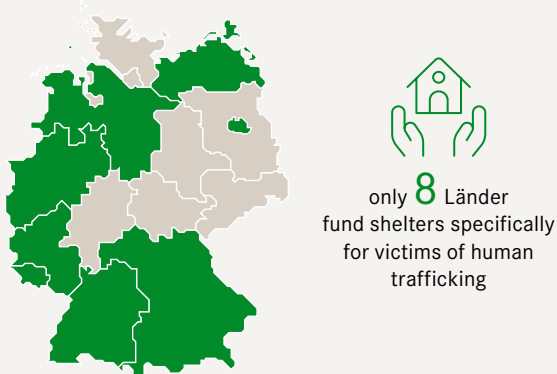 only 8 Länder
fund shelters specifically
for victims of human
trafficking